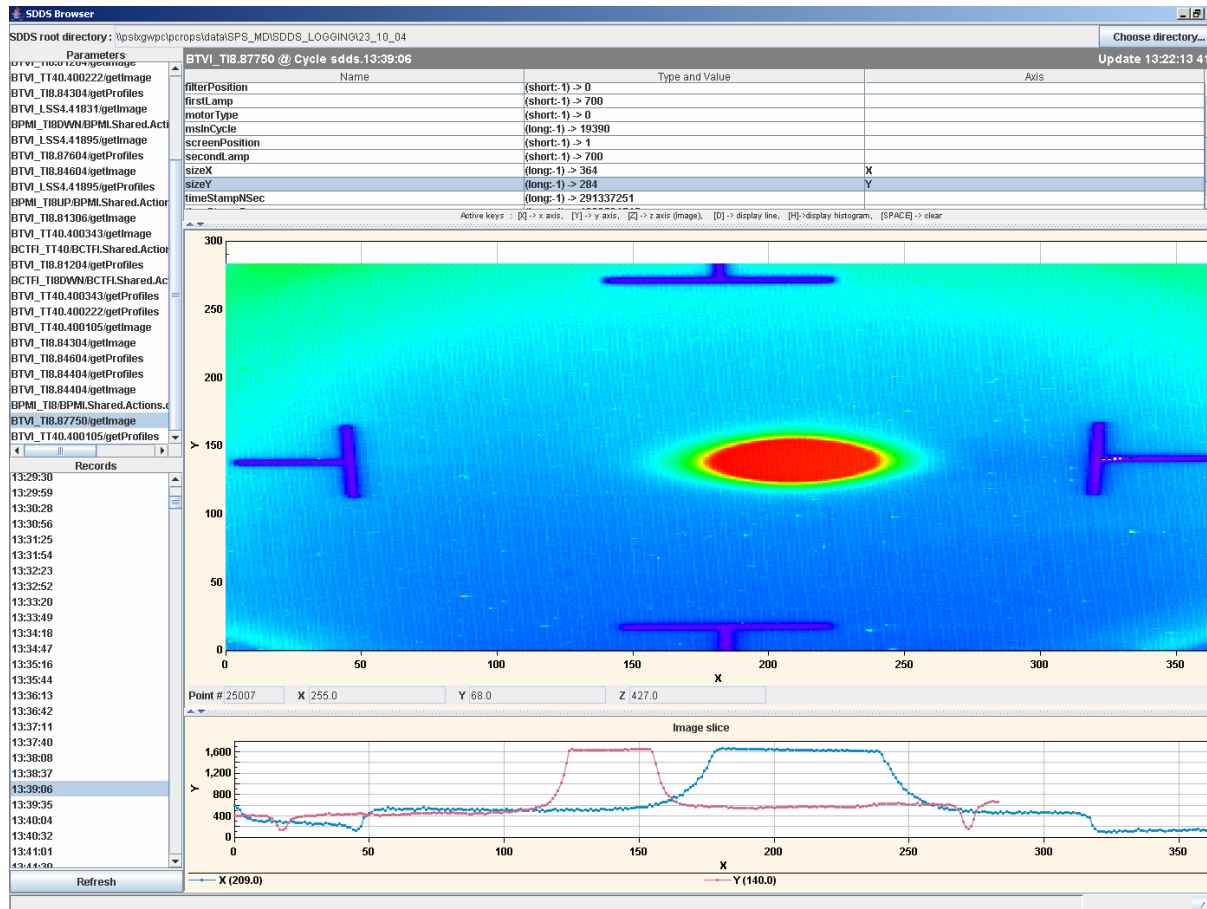 SDDS Browser
SDDS root directory : \\pslxgwpc\pcrops\data\SPS_MD\SDDS_LOGGING\23_10_04
Choose directory...
Parameters
BTVI_TT40.400222/getImage
BTVI_TI8.84304/getProfiles
BTVI_LSS4.41831/getImage
BPMI_TI8DWN/BPMI.Shared.Acti
BTVI_LSS4.41895/getImage
BTVI_TI8.87604/getProfiles
BTVI_TI8.84604/getImage
BTVI_LSS4.41895/getProfiles
BPMI_TI8UP/BPMI.Shared.Action
BTVI_TI8.81306/getImage
BTVI_TT40.400343/getImage
BCTFI_TT40/BCTFI.Shared.Action
BTVI_TI8.81204/getProfiles
BCTFI_TI8DWN/BCTFI.Shared.Ac
BTVI_TT40.400343/getProfiles
BTVI_TT40.400222/getProfiles
BTVI_TT40.400105/getImage
BTVI_TI8.84304/getImage
BTVI_TI8.84604/getProfiles
BTVI_TI8.84404/getProfiles
BTVI_TI8.84404/getImage
BPMI_TI8/BPMI.Shared.Actions.c
BTVI_TI8.87750/getImage
BTVI_TT40.400105/getProfiles
Records
13:29:30
13:29:59
13:30:28
13:30:56
13:31:25
13:31:54
13:32:23
13:32:52
13:33:20
13:33:49
13:34:18
13:34:47
13:35:16
13:35:44
13:36:13
13:36:42
13:37:11
13:37:40
13:38:08
13:38:37
13:39:06
13:39:35
13:40:04
13:40:32
13:41:01
Refresh
BTVI_TI8.87750 @ Cycle sdds.13:39:06
Update 13:22:13 41
Name Type and Value Axis
filterPosition (short:-1) -> 0
firstLamp (short:-1) -> 700
motorType (short:-1) -> 0
msInCycle (long:-1) -> 19390
screenPosition (short:-1) -> 1
secondLamp (short:-1) -> 700
sizeX (long:-1) -> 364 X
sizeY (long:-1) -> 284 Y
timeStampNSec (long:-1) -> 291337251
Active keys : [X] -> x axis, [Y] -> y axis, [Z] -> z axis (image), [D] -> display line, [H]->display histogram, [SPACE] -> clear
300
250
200
150
100
50
0
Y
0 50 100 150 200 250 300 350
X
Point # 25007 X 255.0 Y 68.0 Z 427.0
Image slice
1,600
1,200
800
400
0
Y
0 50 100 150 200 250 300 350
X
X (209.0) Y (140.0)